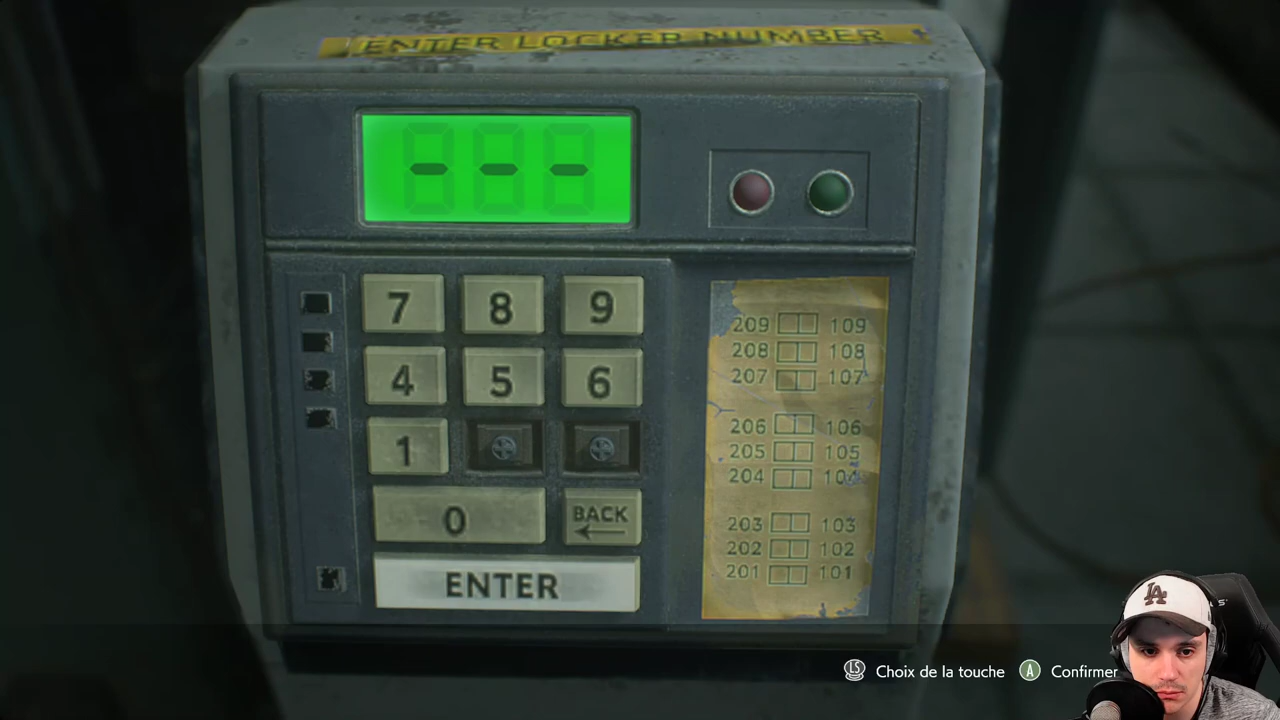 ENTER LOCKER NUMBER
- - -
7 8 9
4 5 6
1
0 BACK
ENTER
209 109
208 108
207 107
206 106
205 105
204 104
203 103
202 102
201 101
LS Choix de la touche A Confirmer
LA